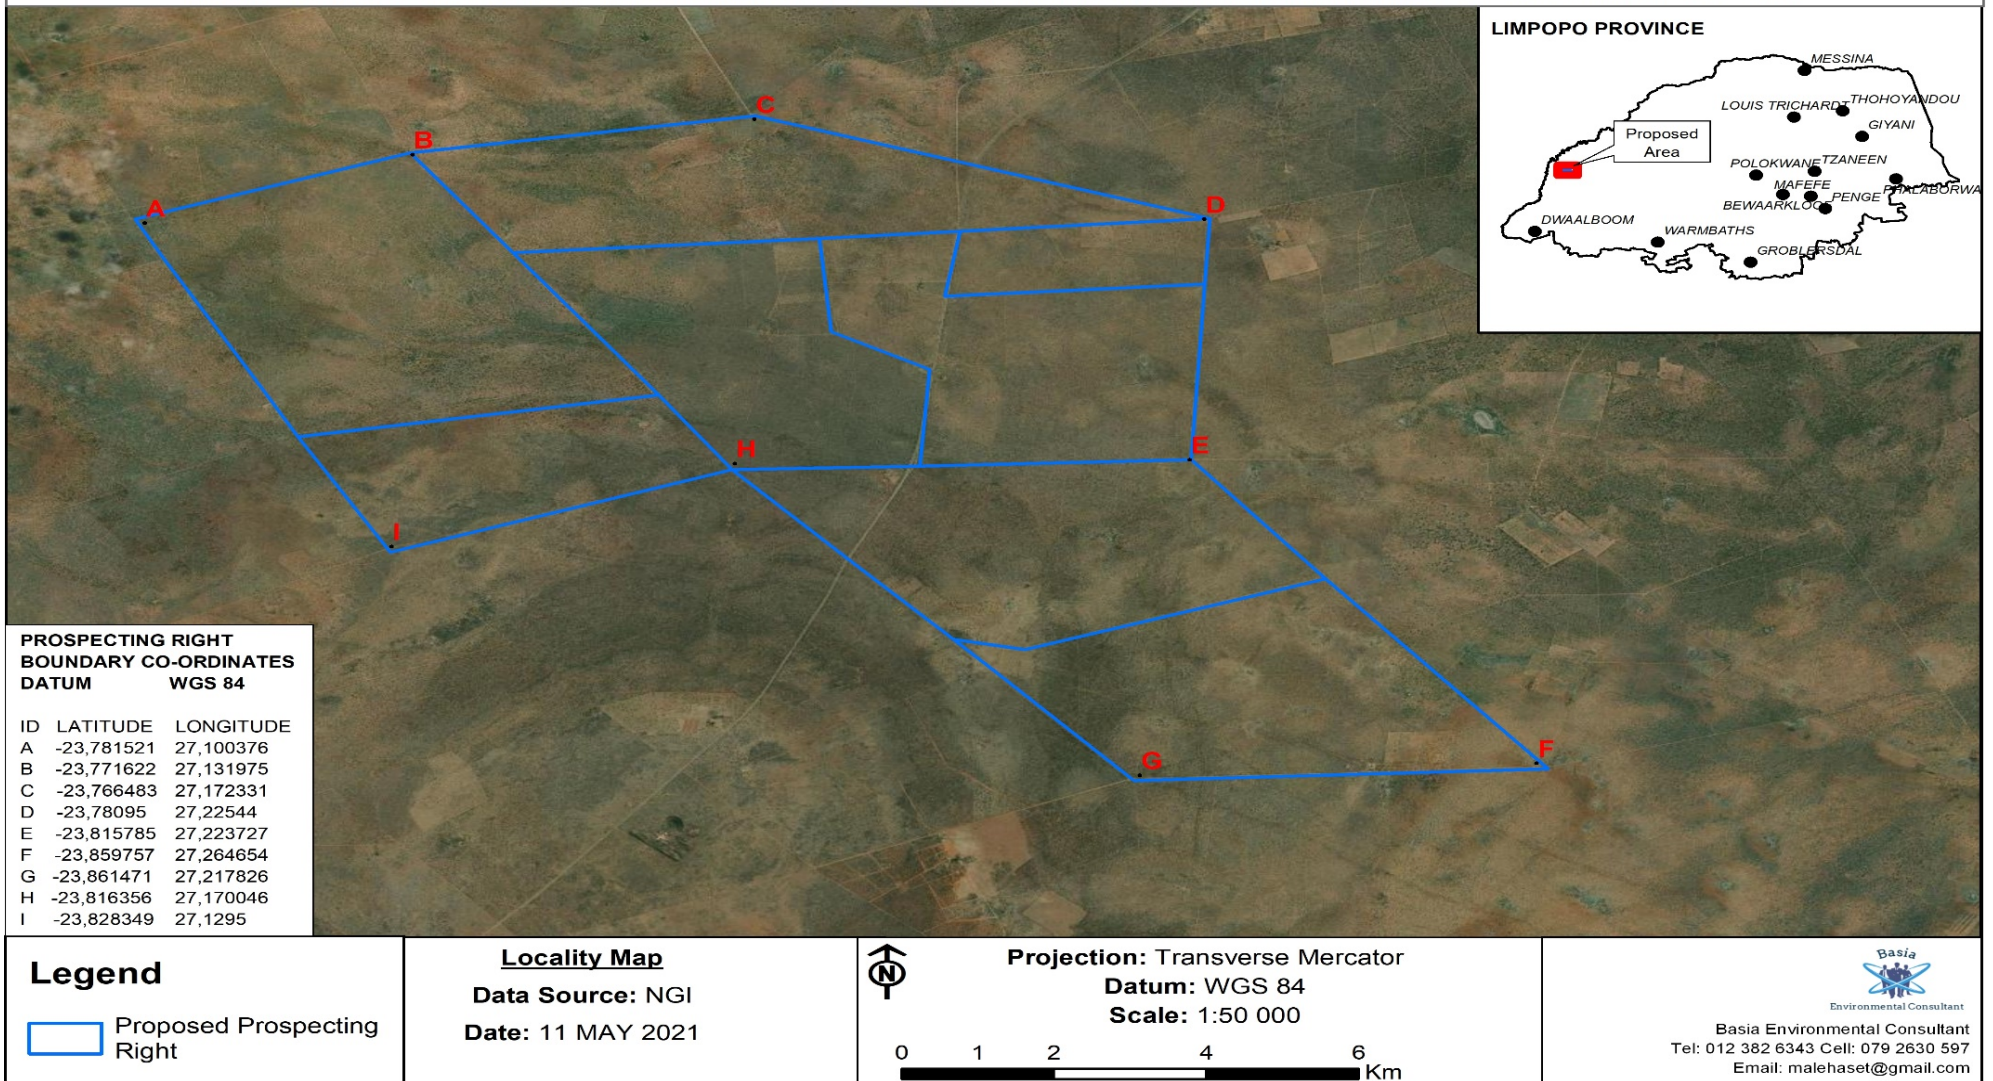 C
B
A
D
H
E
I
G
F
LIMPOPO PROVINCE
MESSINA
LOUIS TRICHARDT
THOHOYANDOU
GIYANI
Proposed
Area
POLOKWANE
TZANEEN
MAFEFE
PHALABORWA
BEWAARKLOO
PENGE
DWAALBOOM
WARMBATHS
GROBLERSDAL
PROSPECTING RIGHT
BOUNDARY CO-ORDINATES
DATUM WGS 84
ID LATITUDE LONGITUDE
A -23,781521 27,100376
B -23,771622 27,131975
C -23,766483 27,172331
D -23,78095 27,22544
E -23,815785 27,223727
F -23,859757 27,264654
G -23,861471 27,217826
H -23,816356 27,170046
I -23,828349 27,1295
Legend
Proposed Prospecting
Right
Locality Map
Data Source: NGI
Date: 11 MAY 2021
N
Projection: Transverse Mercator
Datum: WGS 84
Scale: 1:50 000
0 1 2 4 6
Km
Basia
Environmental Consultant
Basia Environmental Consultant
Tel: 012 382 6343 Cell: 079 2630 597
Email: malehaset@gmail.com